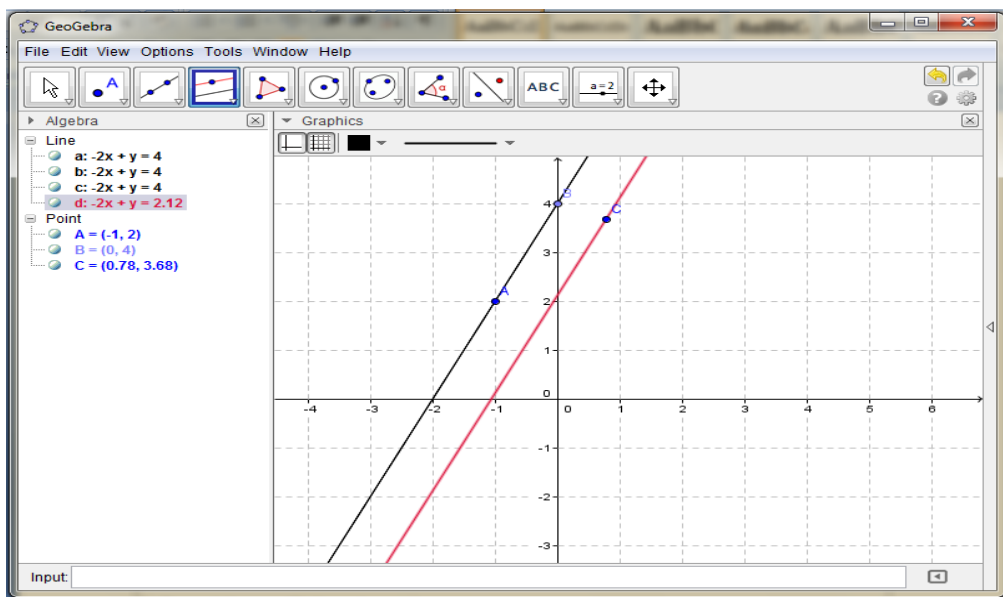 GeoGebra
File Edit View Options Tools Window Help
A
α
ABC
a=2
Algebra
Graphics
Line
a: -2x + y = 4
b: -2x + y = 4
c: -2x + y = 4
d: -2x + y = 2.12
Point
A = (-1, 2)
B = (0, 4)
C = (0.78, 3.68)
B
4
C
3
A
2
1
0
-4 -3 -2 -1 0 1 2 3 4 5 6
-1
-2
-3
Input: